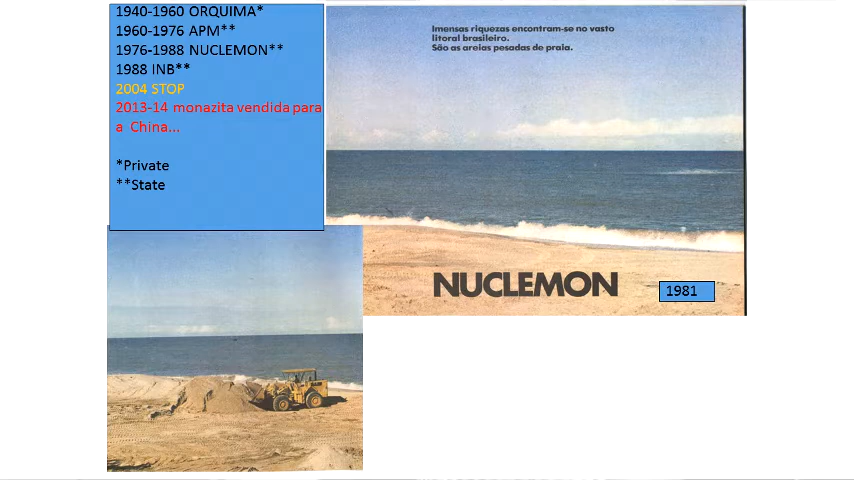 1940-1960 ORQUIMA*
1960-1976 APM**
1976-1988 NUCLEMON**
1988 INB**
2004 STOP
2013-14 monazita vendida para
a China...
*Private
**State
Imensas riquezas encontram-se no vasto
litoral brasileiro.
São as areias pesadas de praia.
NUCLEMON
1981